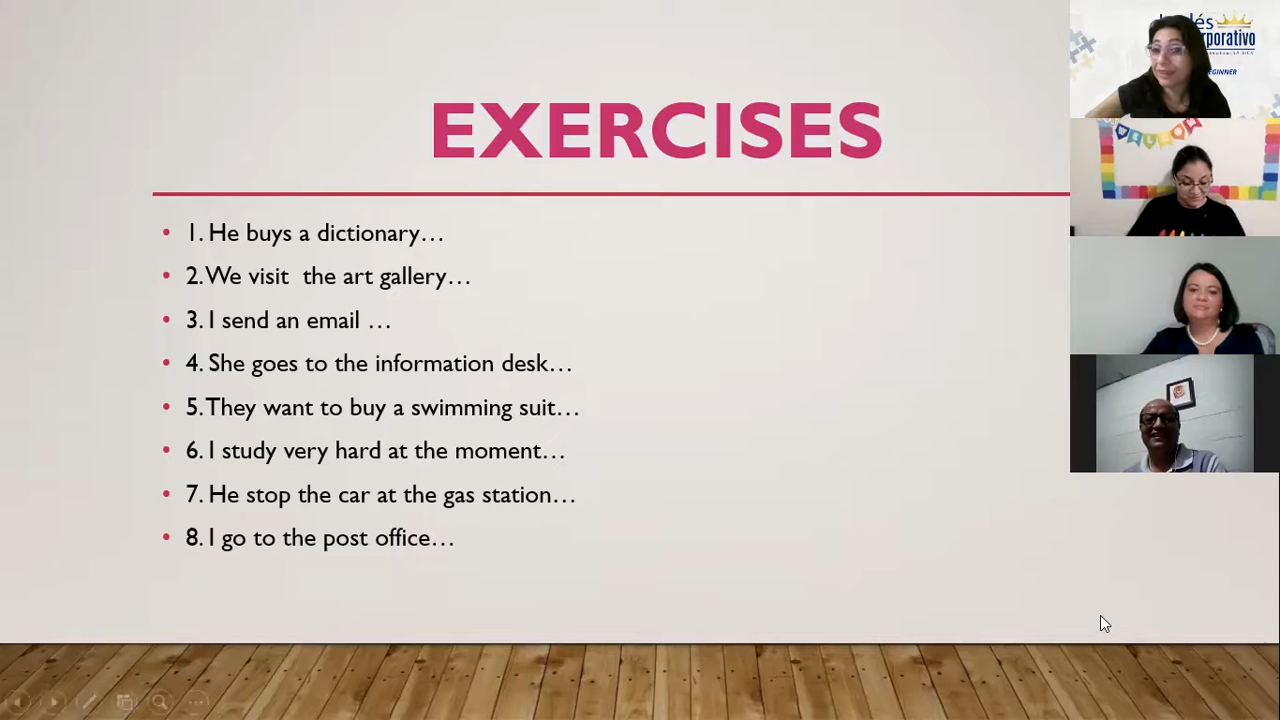 EXERCISES
• 1. He buys a dictionary…
• 2. We visit the art gallery…
• 3. I send an email …
• 4. She goes to the information desk…
• 5. They want to buy a swimming suit…
• 6. I study very hard at the moment…
• 7. He stop the car at the gas station…
• 8. I go to the post office…